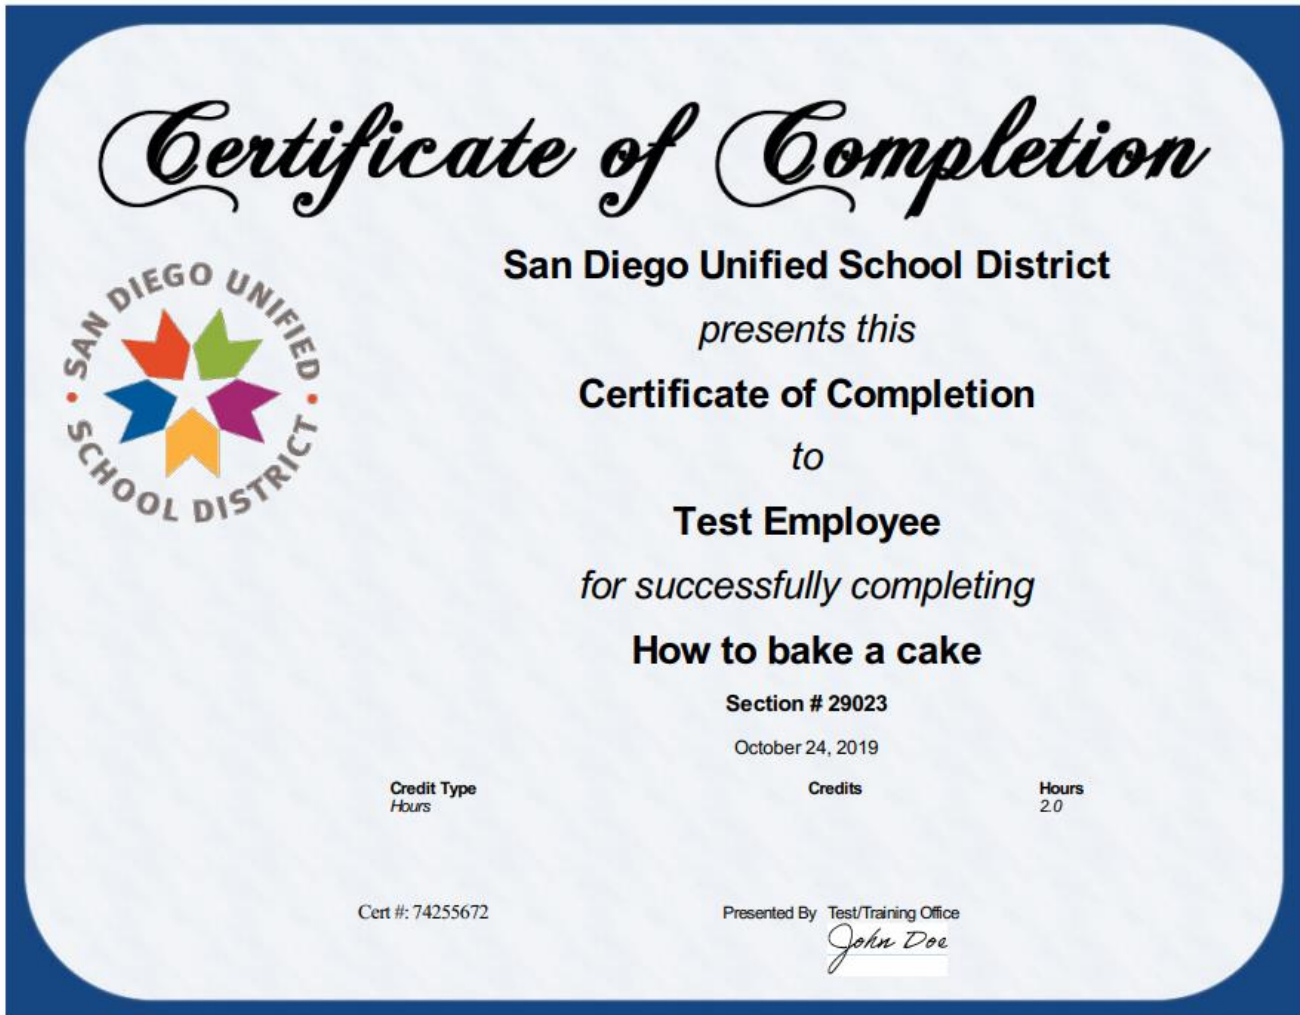 Certificate of Completion
SAN DIEGO UNIFIED
• SCHOOL DISTRICT •
San Diego Unified School District
presents this
Certificate of Completion
to
Test Employee
for successfully completing
How to bake a cake
Section # 29023
October 24, 2019
Credit Type Credits Hours
Hours 2.0
Cert #: 74255672 Presented By Test/Training Office
John Doe